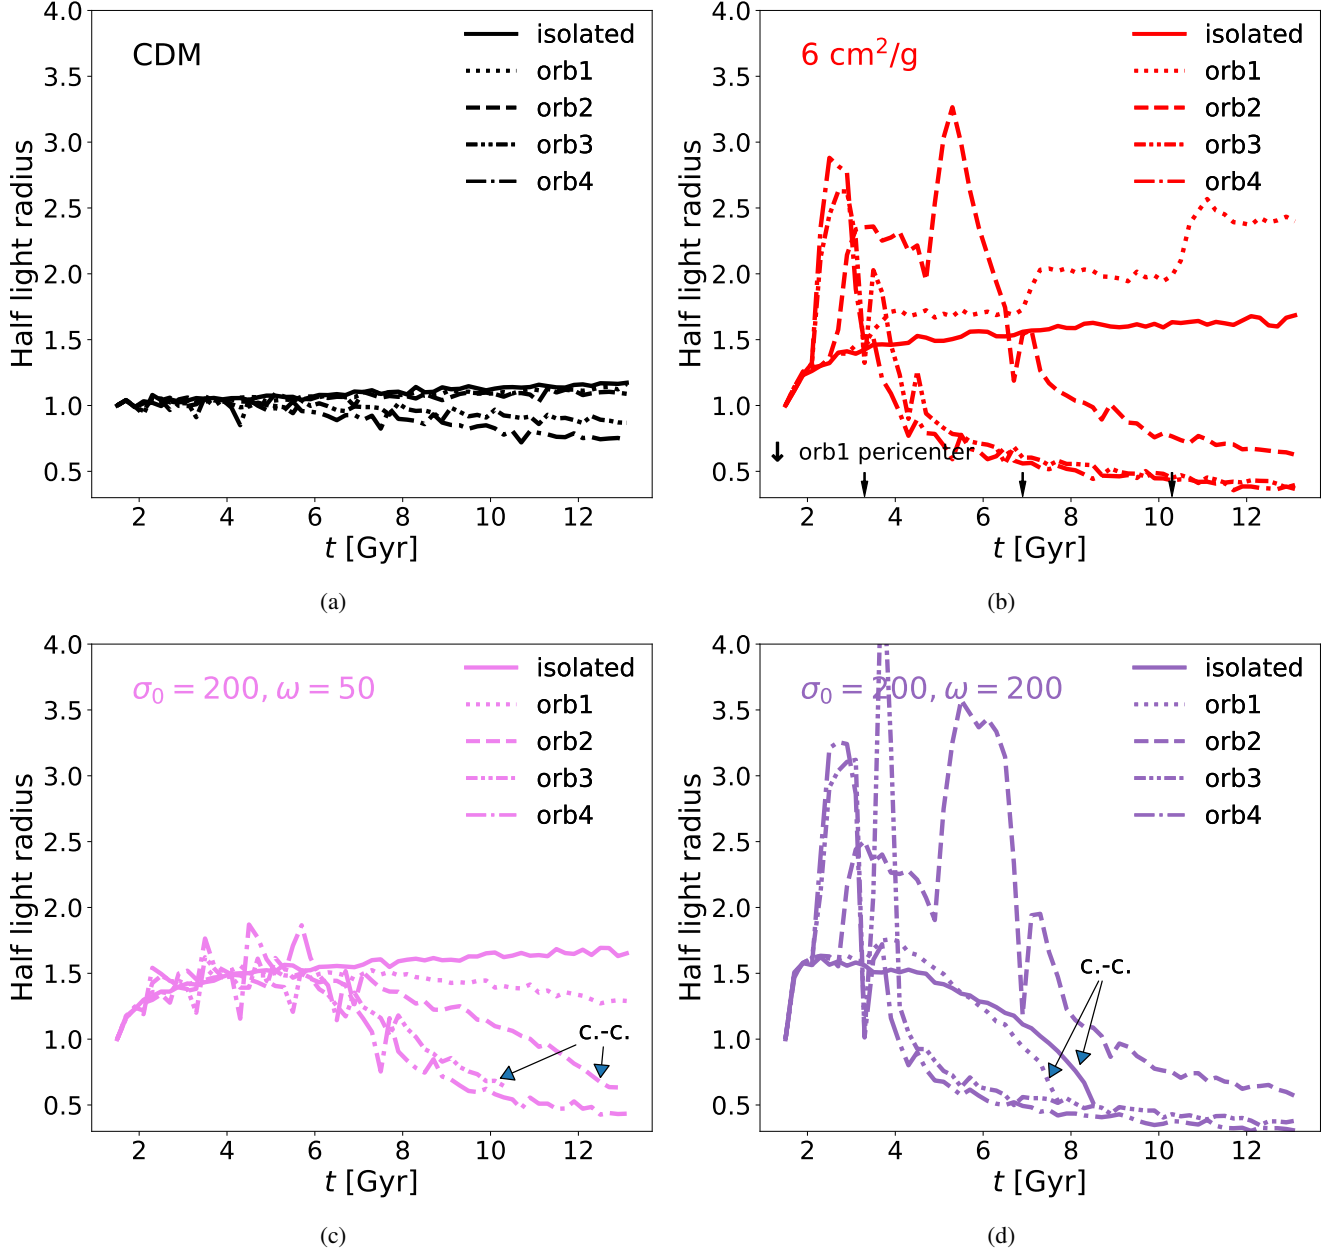 CDM
isolated
orb1
orb2
orb3
orb4
4.0
3.5
3.0
2.5
2.0
1.5
1.0
0.5
Half light radius
2 4 6 8 10 12
t [Gyr]
(a)
6 cm²/g
isolated
orb1
orb2
orb3
orb4
4.0
3.5
3.0
2.5
2.0
1.5
1.0
0.5
Half light radius
↓ orb1 pericenter
2 4 6 8 10 12
t [Gyr]
(b)
σ₀ = 200, ω = 50
isolated
orb1
orb2
orb3
orb4
4.0
3.5
3.0
2.5
2.0
1.5
1.0
0.5
Half light radius
c.-c.
2 4 6 8 10 12
t [Gyr]
(c)
σ₀ = 200, ω = 200
isolated
orb1
orb2
orb3
orb4
4.0
3.5
3.0
2.5
2.0
1.5
1.0
0.5
Half light radius
c.-c.
2 4 6 8 10 12
t [Gyr]
(d)